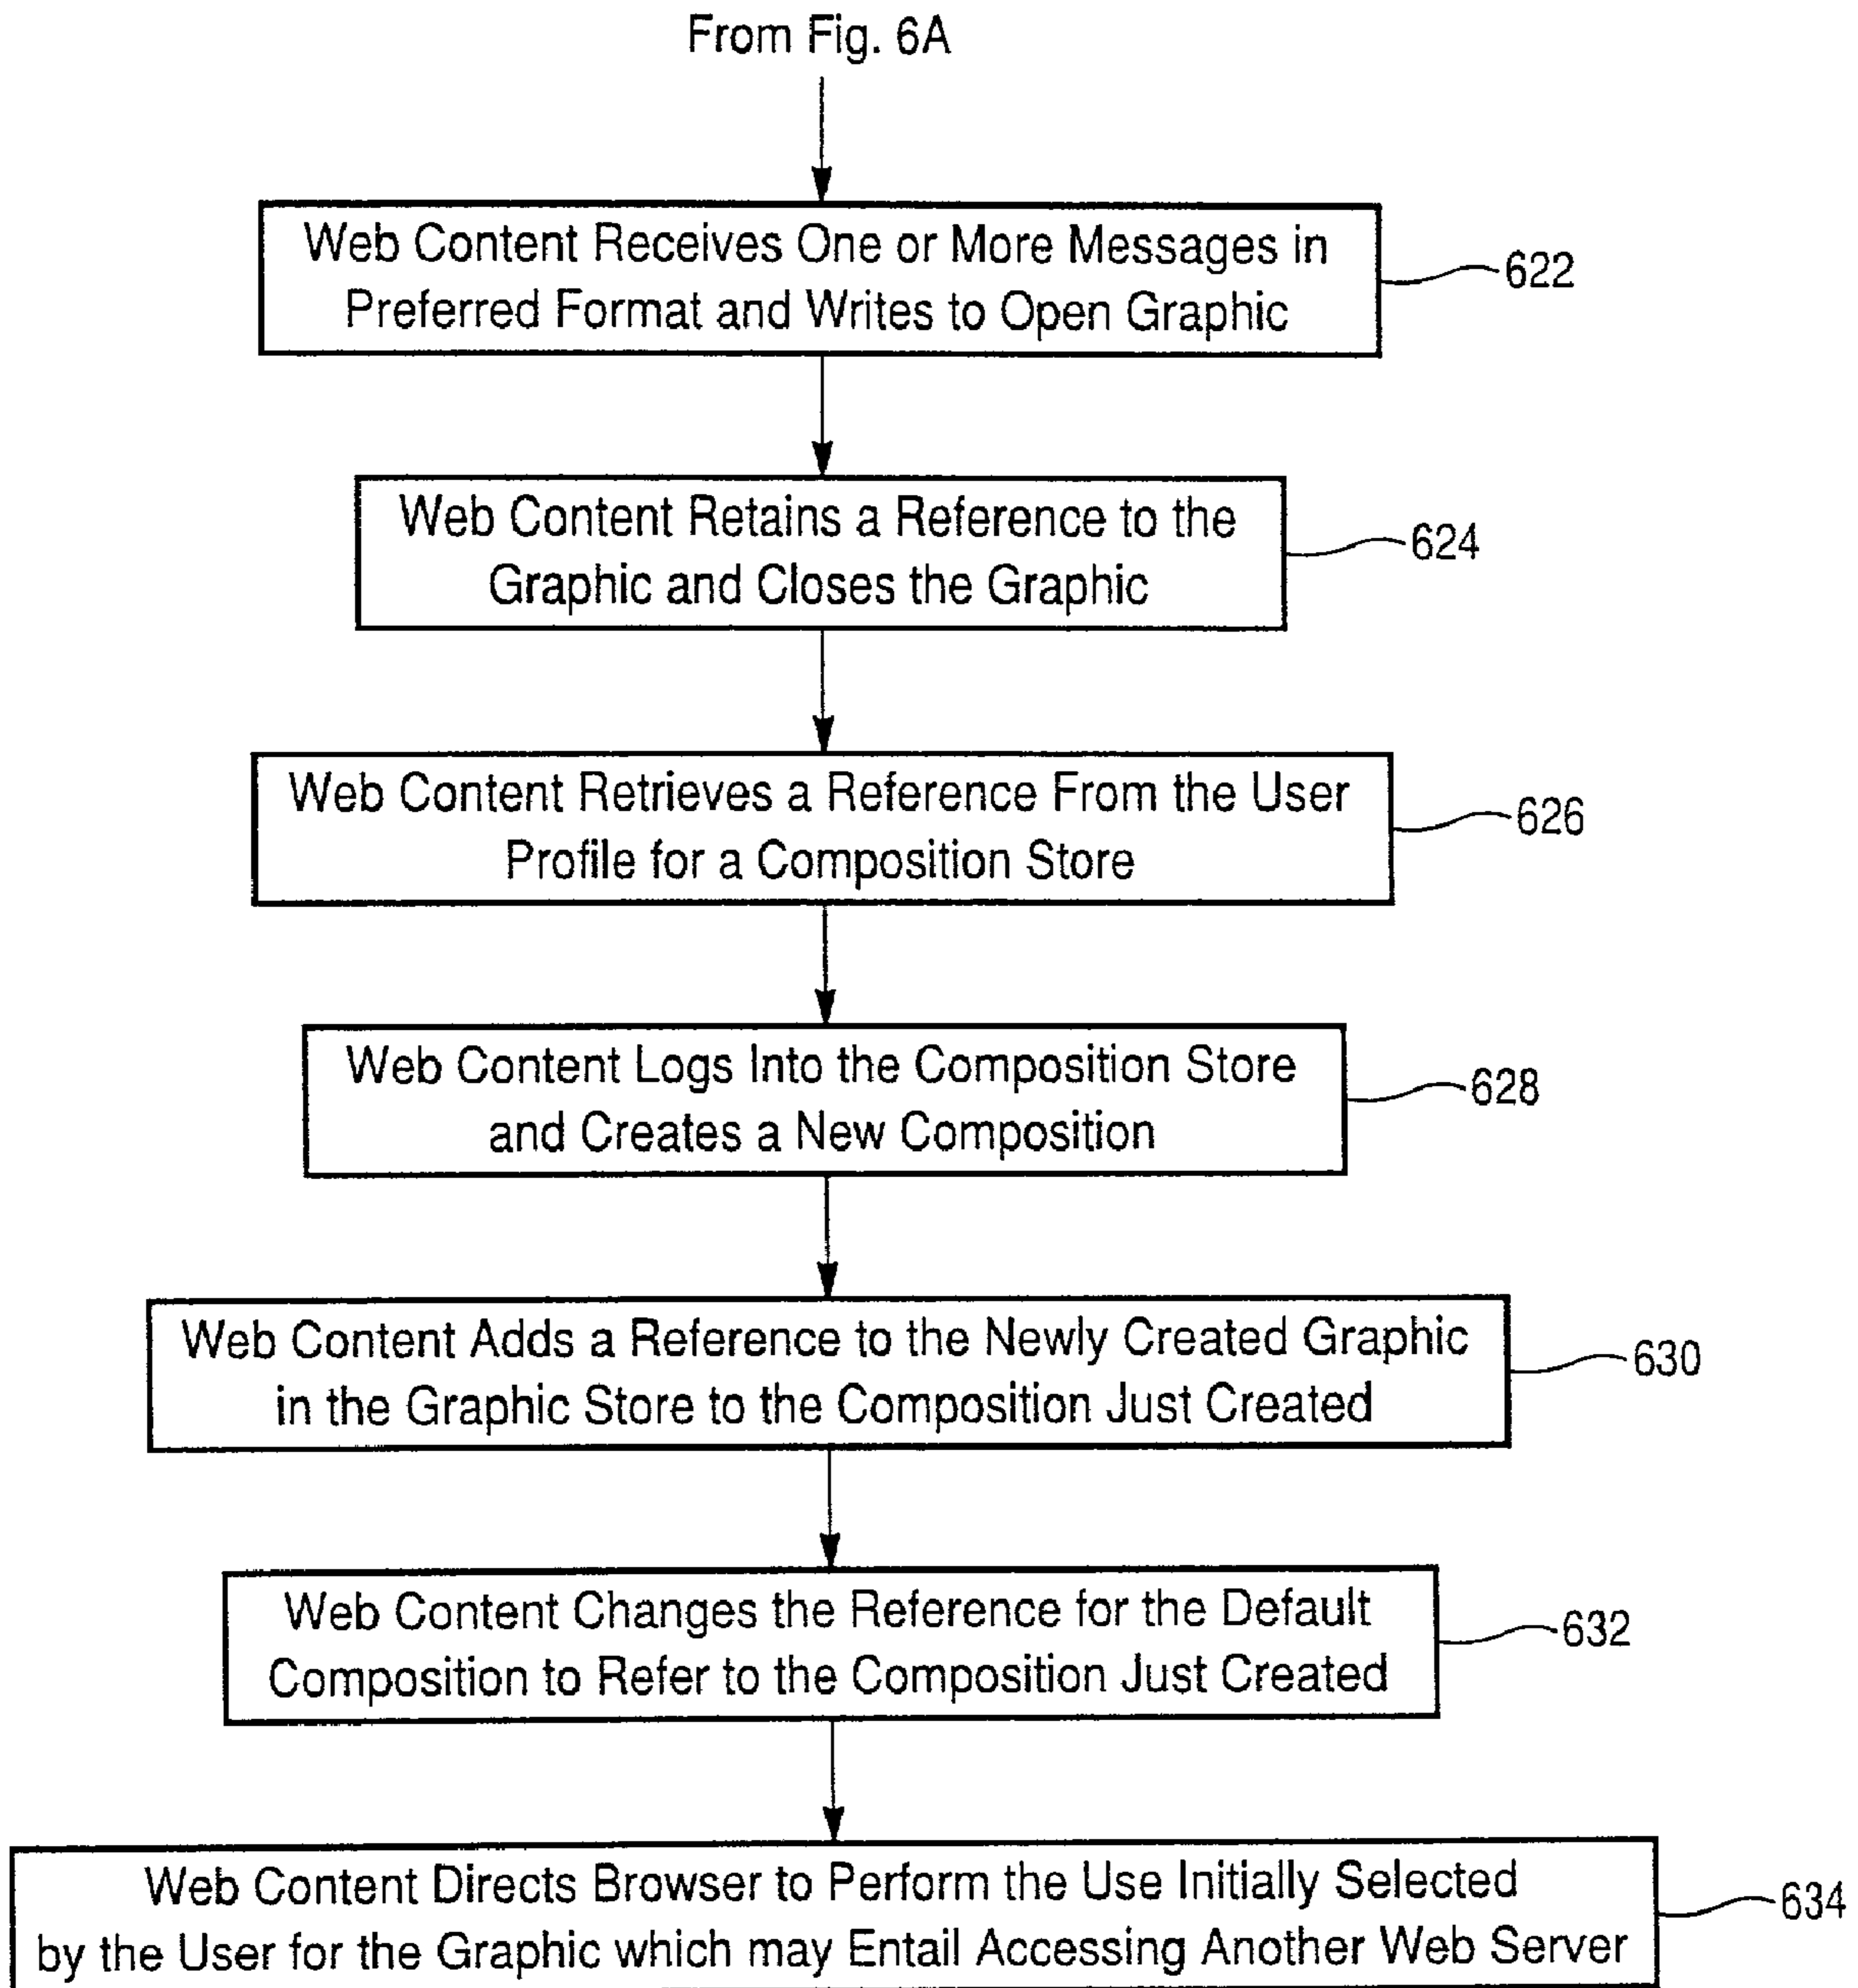 From Fig. 6A
Web Content Receives One or More Messages in
Preferred Format and Writes to Open Graphic
622
Web Content Retains a Reference to the
Graphic and Closes the Graphic
624
Web Content Retrieves a Reference From the User
Profile for a Composition Store
626
Web Content Logs Into the Composition Store
and Creates a New Composition
628
Web Content Adds a Reference to the Newly Created Graphic
in the Graphic Store to the Composition Just Created
630
Web Content Changes the Reference for the Default
Composition to Refer to the Composition Just Created
632
Web Content Directs Browser to Perform the Use Initially Selected
by the User for the Graphic which may Entail Accessing Another Web Server
634